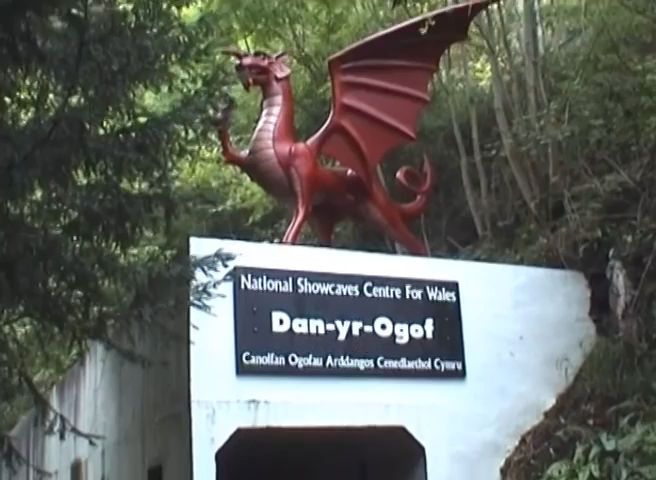 National Showcaves Centre For Wales
Dan-yr-Ogof
Canolfan Ogofau Arddangos Cenedlaethol Cymru